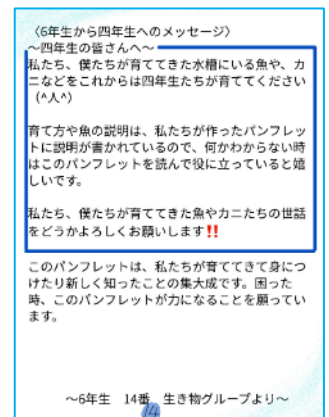 〈6年生から四年生へのメッセージ〉
～四年生の皆さんへ～
私たち、僕たちが育ててきた水槽にいる魚や、カ
ニなどをこれからは四年生たちが育ててください
(^人^)
育て方や魚の説明は、私たちが作ったパンフレッ
トに説明が書かれているので、何かわからない時
はこのパンフレットを読んで役に立っていると嬉
しいです。
私たち、僕たちが育ててきた魚やカニたちの世話
をどうかよろしくお願いします‼
このパンフレットは、私たちが育ててきて身につ
けたり新しく知ったことの集大成です。困った
時、このパンフレットが力になることを願ってい
ます。
～6年生　14番　生き物グループより～
14